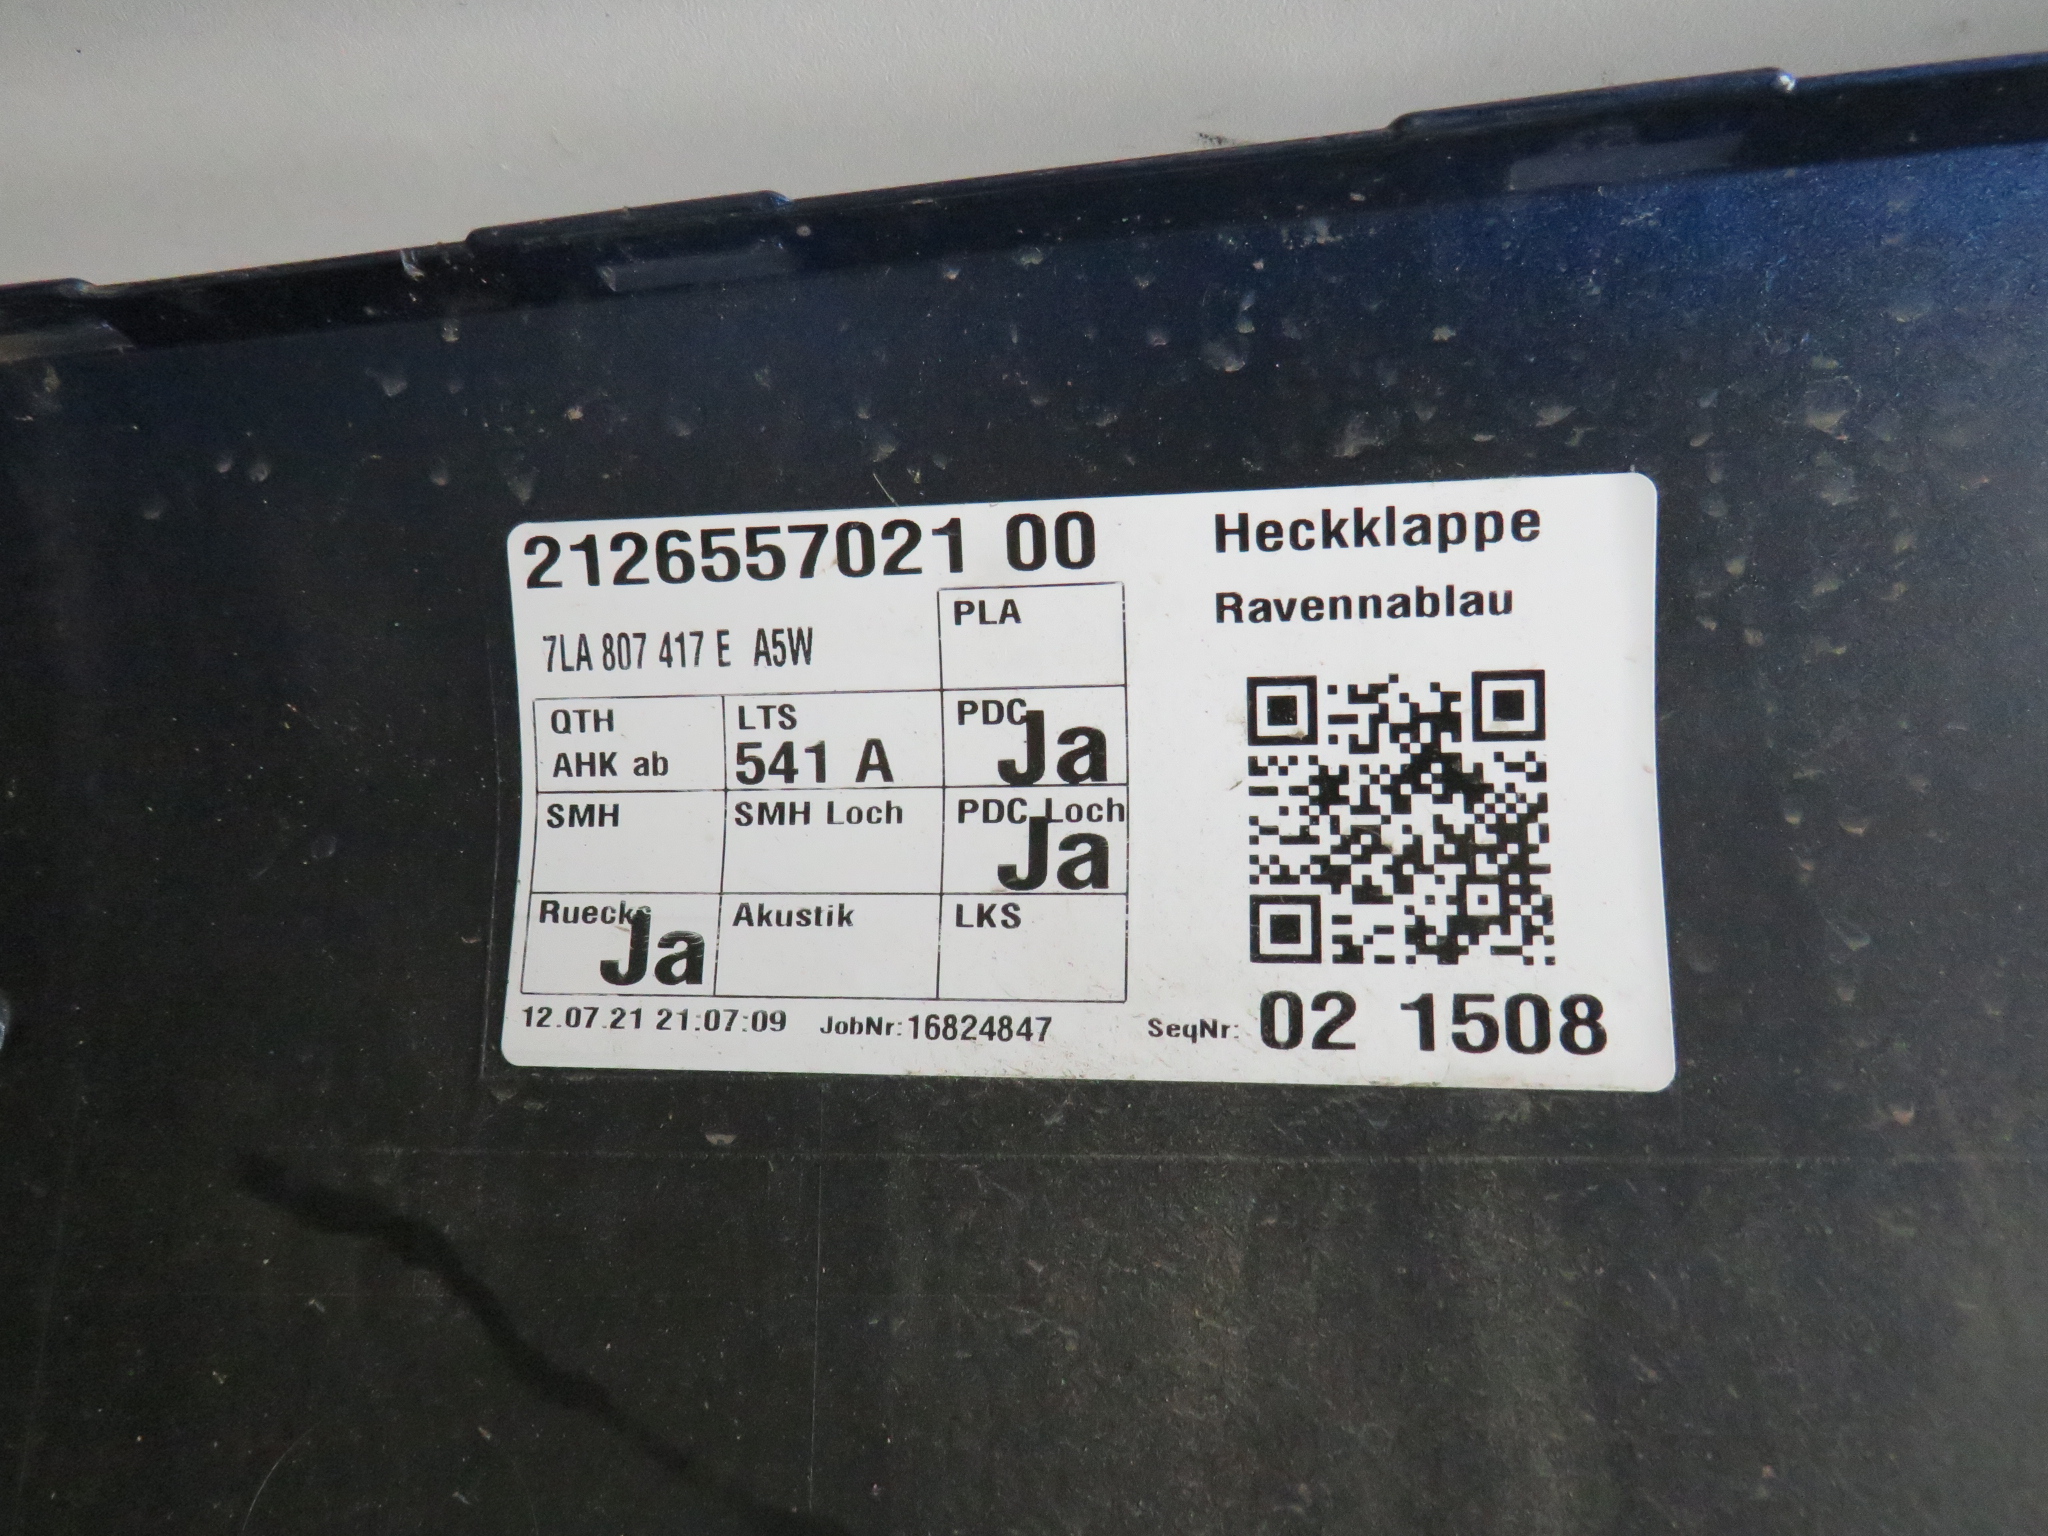 2126557021 00
Heckklappe
Ravennablau
7LA 807 417 E A5W
PLA
QTH
AHK ab
LTS
541 A
PDC
Ja
SMH
SMH Loch
PDC Loch
Ja
Ruecks
Ja
Akustik
LKS
12.07.21 21:07:09 JobNr:16824847
SeqNr: 02 1508